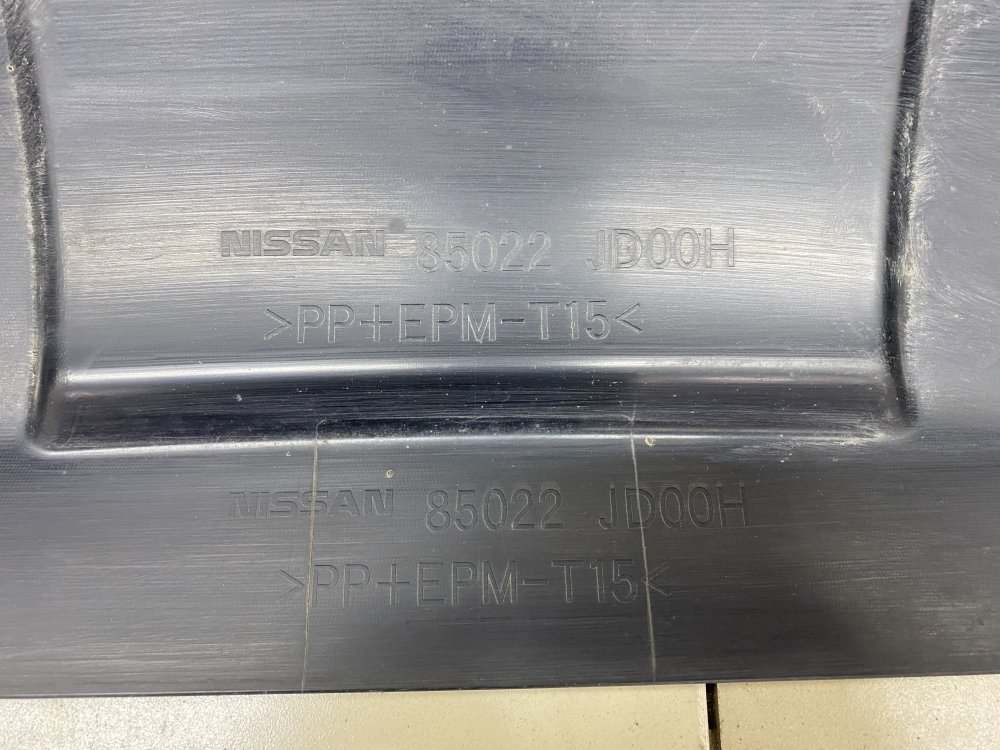 NISSAN 85022 JD00H
>PP+EPM-T15<
NISSAN 85022 JD00H
>PP+EPM-T15<